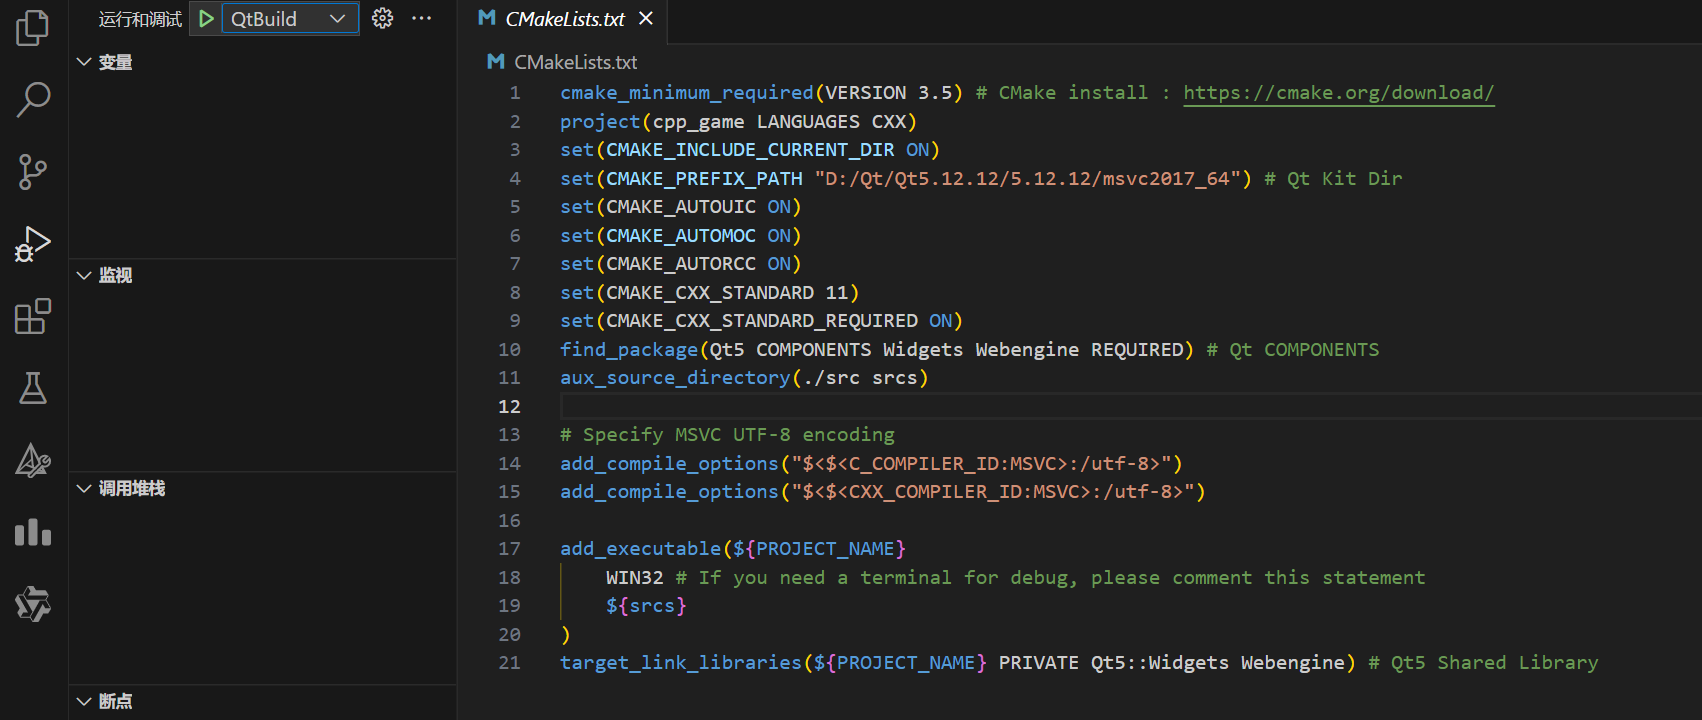 运行和调试 QtBuild
变量
监视
调用堆栈
断点
CMakeLists.txt
CMakeLists.txt
1 cmake_minimum_required(VERSION 3.5) # CMake install : https://cmake.org/download/
2 project(cpp_game LANGUAGES CXX)
3 set(CMAKE_INCLUDE_CURRENT_DIR ON)
4 set(CMAKE_PREFIX_PATH "D:/Qt/Qt5.12.12/5.12.12/msvc2017_64") # Qt Kit Dir
5 set(CMAKE_AUTOUIC ON)
6 set(CMAKE_AUTOMOC ON)
7 set(CMAKE_AUTORCC ON)
8 set(CMAKE_CXX_STANDARD 11)
9 set(CMAKE_CXX_STANDARD_REQUIRED ON)
10 find_package(Qt5 COMPONENTS Widgets Webengine REQUIRED) # Qt COMPONENTS
11 aux_source_directory(./src srcs)
12
13 # Specify MSVC UTF-8 encoding
14 add_compile_options("$<$<C_COMPILER_ID:MSVC>:/utf-8>")
15 add_compile_options("$<$<CXX_COMPILER_ID:MSVC>:/utf-8>")
16
17 add_executable(${PROJECT_NAME}
18 WIN32 # If you need a terminal for debug, please comment this statement
19 ${srcs}
20 )
21 target_link_libraries(${PROJECT_NAME} PRIVATE Qt5::Widgets Webengine) # Qt5 Shared Library